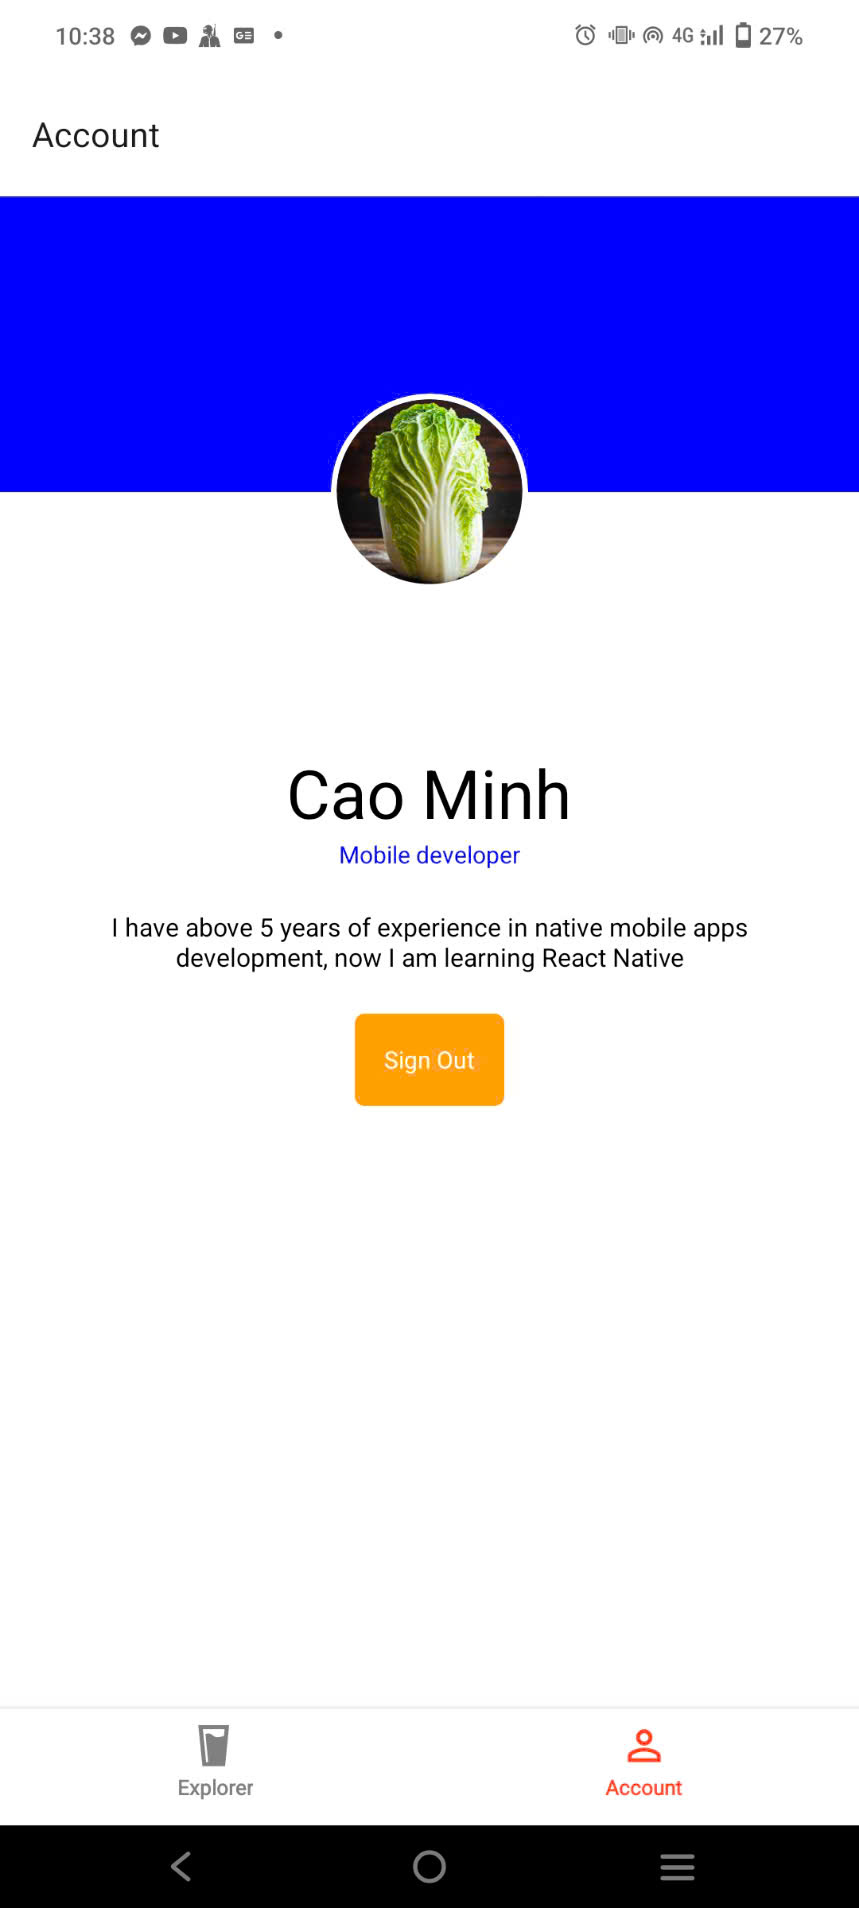 10:38 GE 4G 27%
Account
Cao Minh
Mobile developer
I have above 5 years of experience in native mobile apps
development, now I am learning React Native
Sign Out
Explorer Account